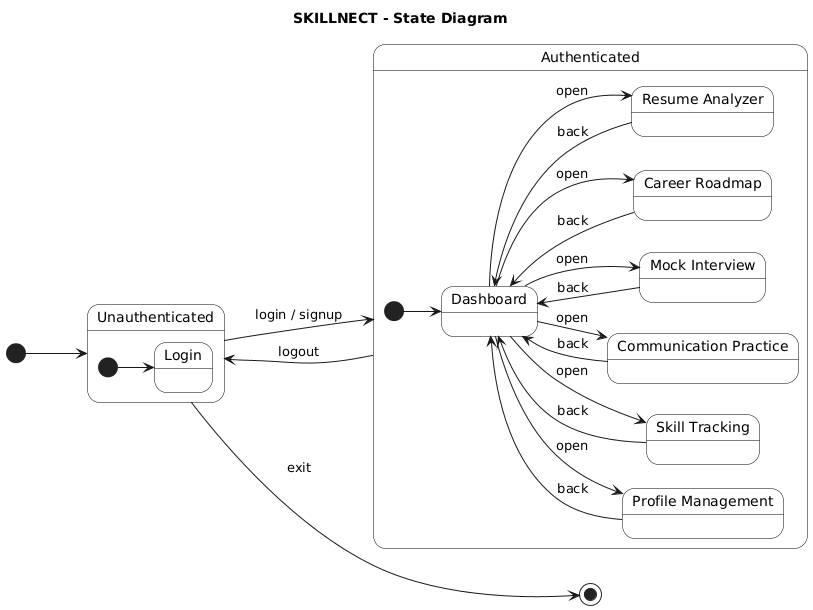 SKILLNECT - State Diagram
Authenticated
open
Resume Analyzer
back
open
Career Roadmap
back
open
Mock Interview
back
Dashboard
open
Communication Practice
back
open
Skill Tracking
back
open
Profile Management
back
Unauthenticated
Login
login / signup
logout
exit